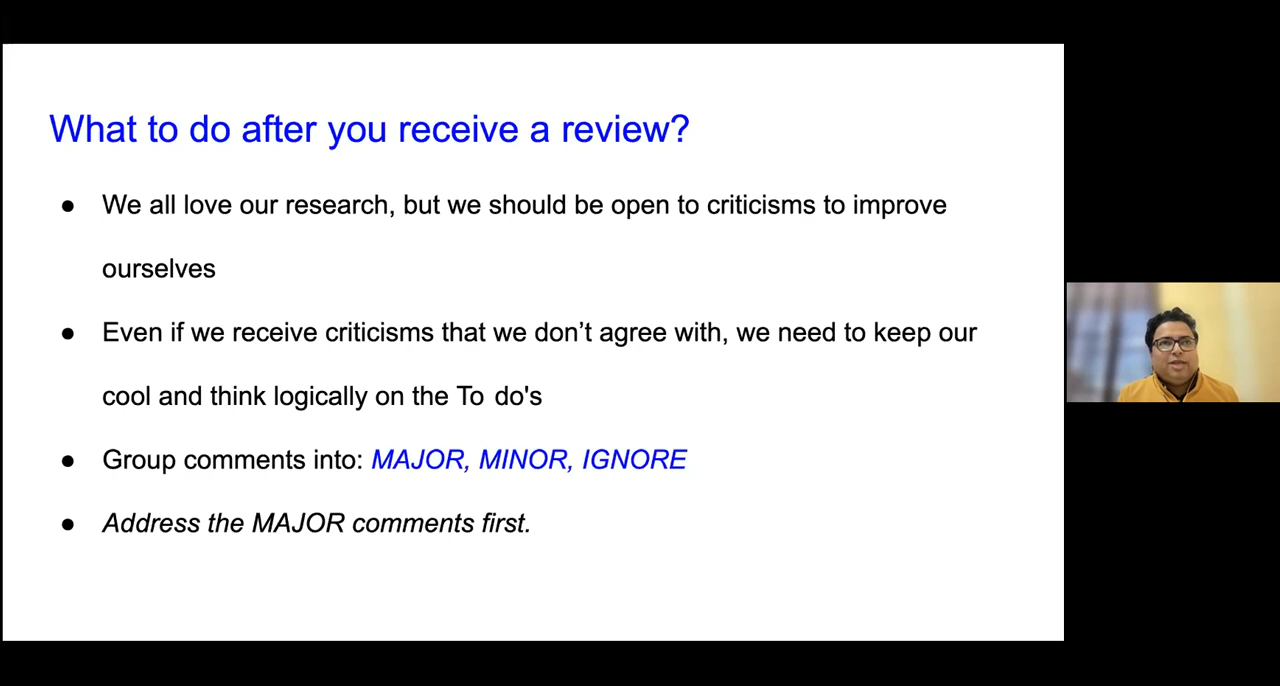 What to do after you receive a review?
● We all love our research, but we should be open to criticisms to improve
ourselves
● Even if we receive criticisms that we don’t agree with, we need to keep our
cool and think logically on the To do's
● Group comments into: MAJOR, MINOR, IGNORE
● Address the MAJOR comments first.